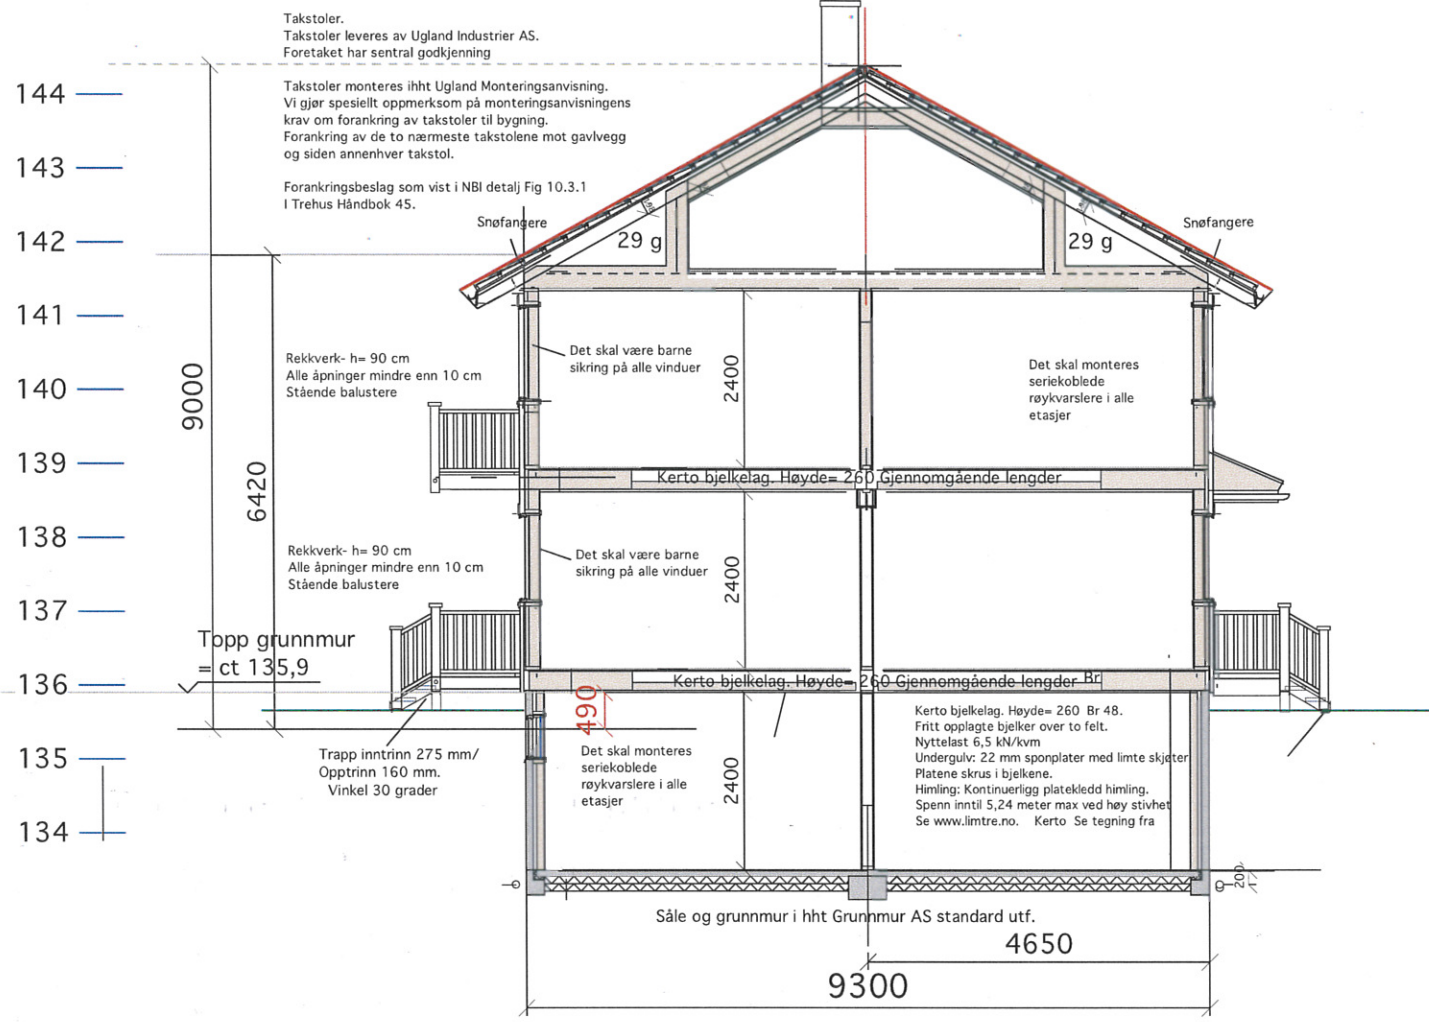 Takstoler.
Takstoler leveres av Ugland Industrier AS.
Foretaket har sentral godkjenning
Takstoler monteres ihht Ugland Monteringsanvisning.
Vi gjør spesiellt oppmerksom på monteringsanvisningens
krav om forankring av takstoler til bygning.
Forankring av de to nærmeste takstolene mot gavlvegg
og siden annenhver takstol.
Forankringsbeslag som vist i NBI detalj Fig 10.3.1
I Trehus Håndbok 45.
144
143
142
141
140
139
138
137
136
135
134
Snøfangere
Snøfangere
29 g
29 g
9000
6420
Rekkverk- h= 90 cm
Alle åpninger mindre enn 10 cm
Stående balustere
Det skal være barne
sikring på alle vinduer
2400
Det skal monteres
seriekoblede
røykvarslere i alle
etasjer
Kerto bjelkelag. Høyde= 260 Gjennomgående lengder
Rekkverk- h= 90 cm
Alle åpninger mindre enn 10 cm
Stående balustere
Det skal være barne
sikring på alle vinduer
2400
Topp grunnmur
= ct 135,9
Kerto bjelkelag. Høyde= 260 Gjennomgående lengder Br
490
Trapp inntrinn 275 mm/
Opptrinn 160 mm.
Vinkel 30 grader
Det skal monteres
seriekoblede
røykvarslere i alle
etasjer
2400
Kerto bjelkelag. Høyde= 260 Br 48.
Fritt opplagte bjelker over to felt.
Nyttelast 6,5 kN/kvm
Undergulv: 22 mm sponplater med limte skjøter
Platene skrus i bjelkene.
Himling: Kontinuerligg platekledd himling.
Spenn inntil 5,24 meter max ved høy stivhet
Se www.limtre.no. Kerto Se tegning fra
200
Såle og grunnmur i hht Grunnmur AS standard utf.
4650
9300